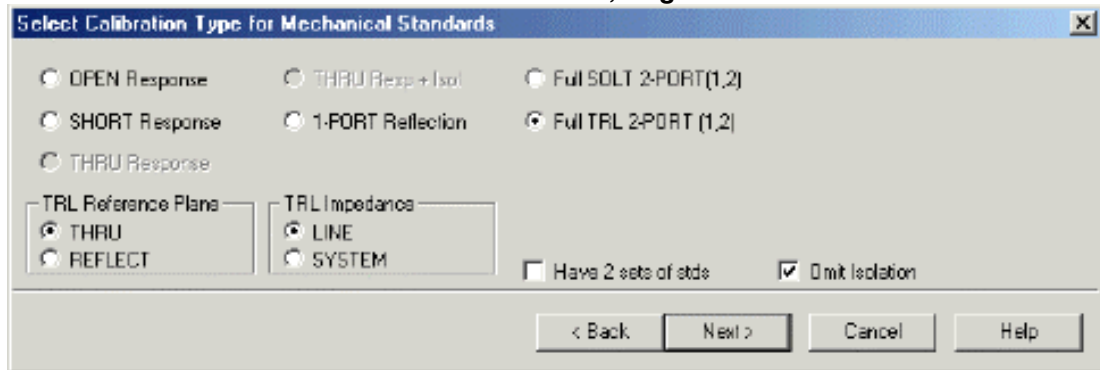 Select Calibration Type for Mechanical Standards
OPEN Response
THRU Resp + Isol
Full SOLT 2-PORT(1,2)
SHORT Response
1-PORT Reflection
Full TRL 2-PORT (1,2)
THRU Response
TRL Reference Plane
TRL Impedance
THRU
LINE
REFLECT
SYSTEM
Have 2 sets of stds
Omit Isolation
< Back
Next >
Cancel
Help